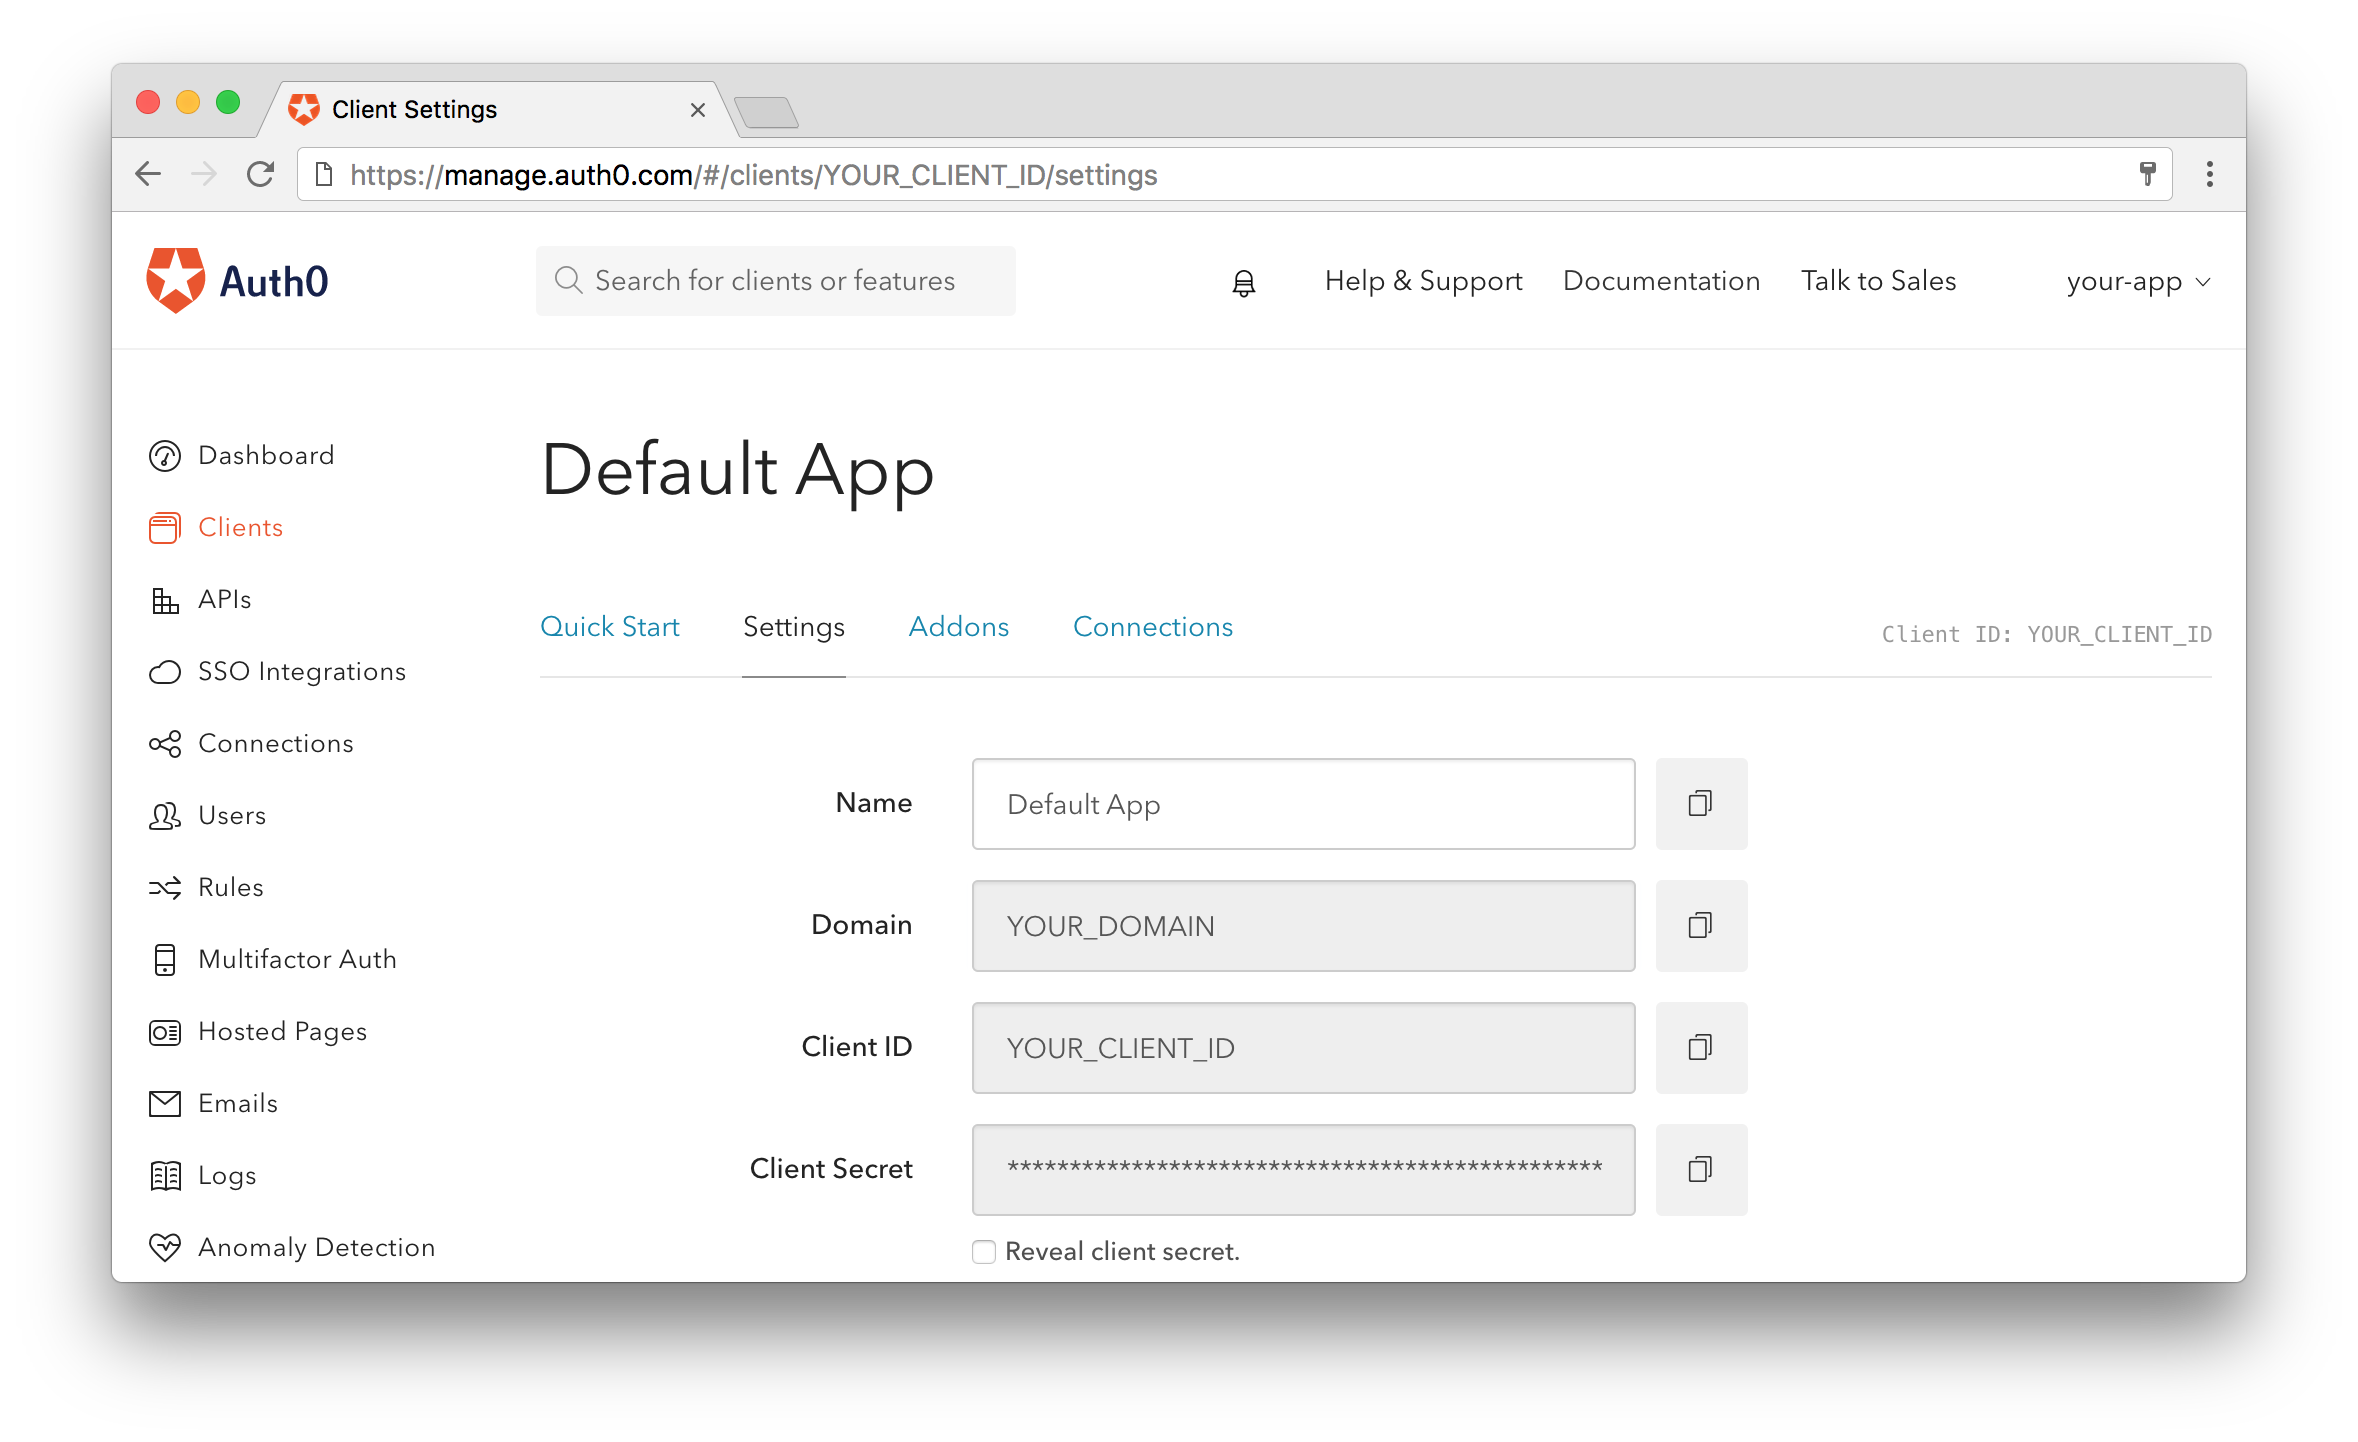 Client Settings
https://manage.auth0.com/#/clients/YOUR_CLIENT_ID/settings
Auth0
Search for clients or features
Help & Support
Documentation
Talk to Sales
your-app
Dashboard
Clients
APIs
SSO Integrations
Connections
Users
Rules
Multifactor Auth
Hosted Pages
Emails
Logs
Anomaly Detection
Default App
Quick Start
Settings
Addons
Connections
Client ID: YOUR_CLIENT_ID
Name
Default App
Domain
YOUR_DOMAIN
Client ID
YOUR_CLIENT_ID
Client Secret
************************************************
Reveal client secret.